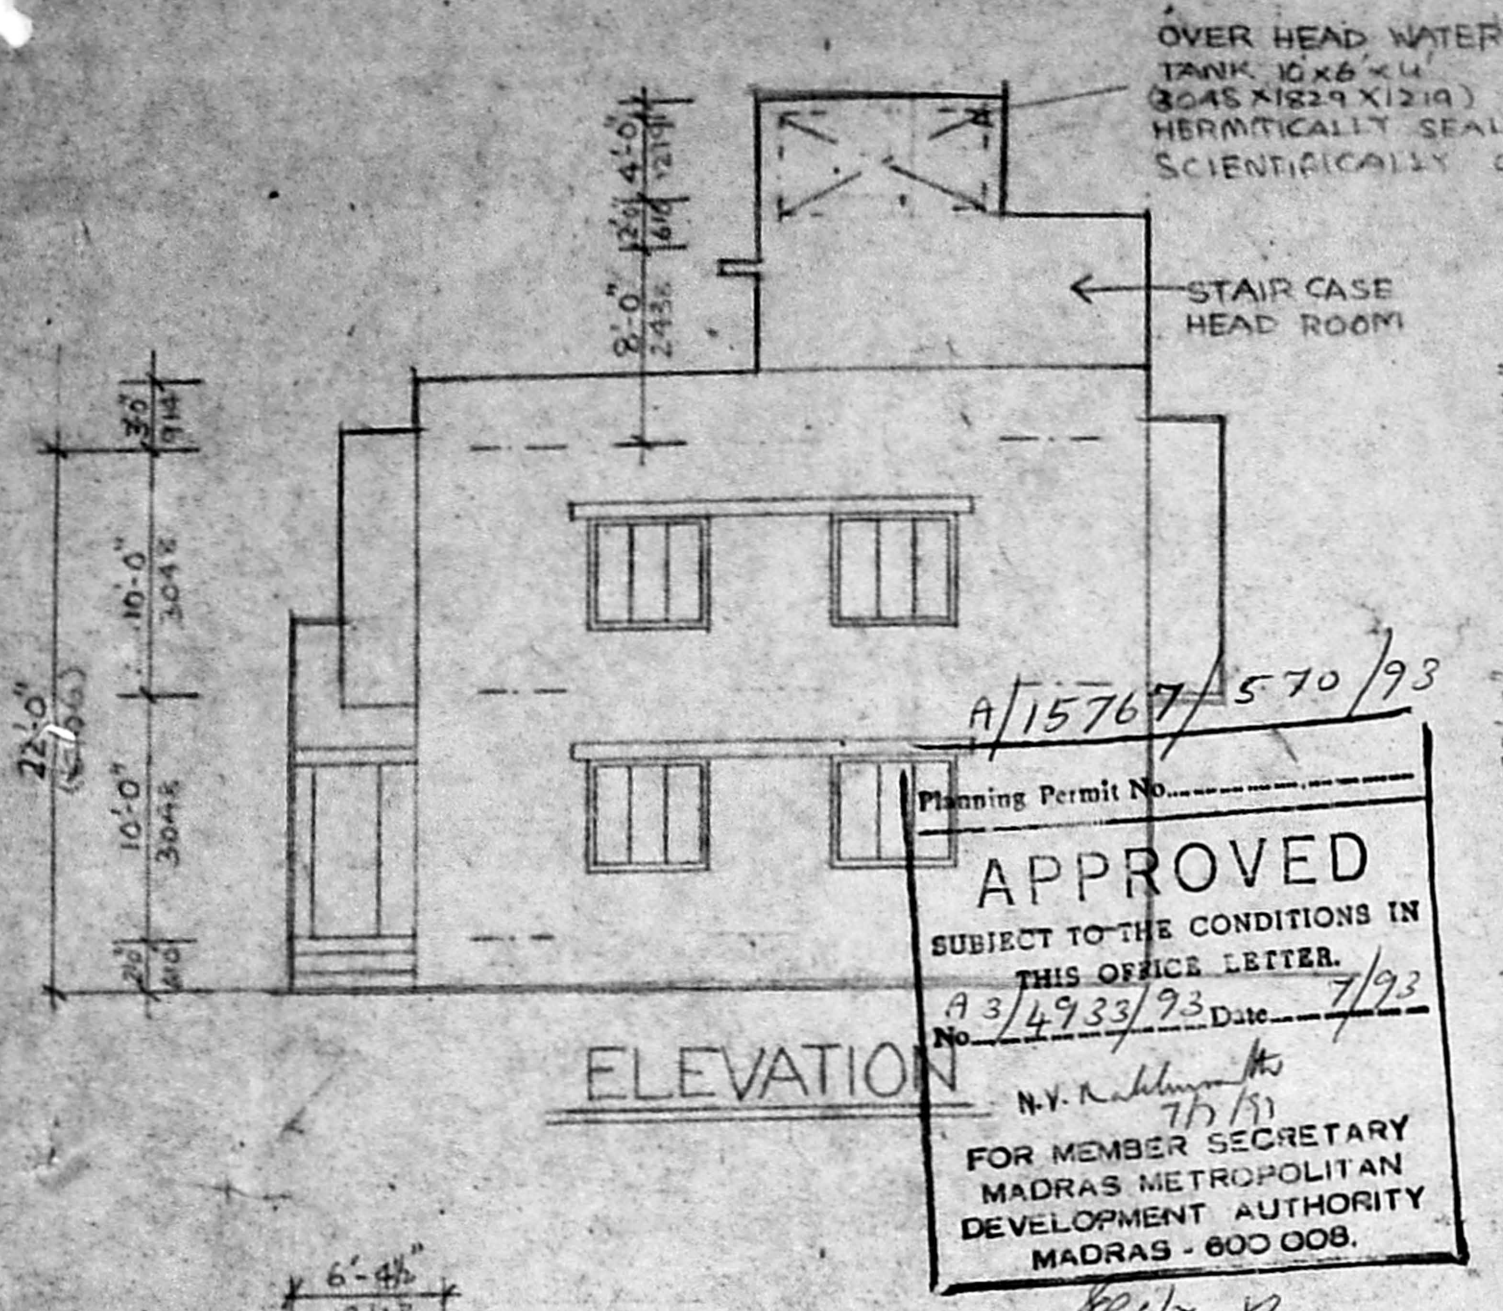 OVER HEAD WATER
TANK 10'x6'x4'
(3048 X1829 X1219)
HERMITICALLY SEAL
SCIENTIFICALLY
4'-0"
1219
2'0"
610
8'-0"
2438
STAIR CASE
HEAD ROOM
3'0"
914
10'-0"
3048
22'-0"
10'-0"
3048
2'0"
610
A/15767/570/93
Planning Permit No
APPROVED
SUBJECT TO THE CONDITIONS IN
THIS OFFICE LETTER.
No A3/4933/93 Date 7/93
ELEVATION
N.V.
FOR MEMBER SECRETARY
MADRAS METROPOLITAN
DEVELOPMENT AUTHORITY
MADRAS - 600 008.
6'-4½"